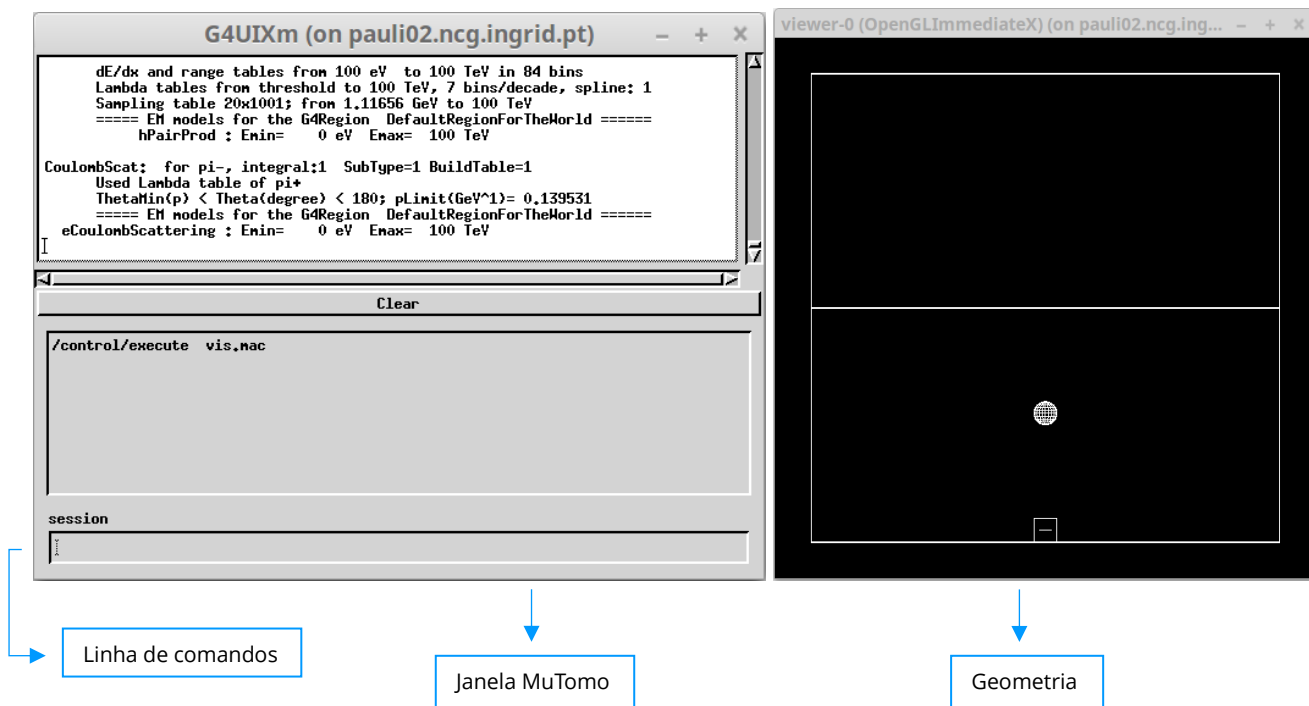 G4UIXm (on pauli02.ncg.ingrid.pt)
dE/dx and range tables from 100 eV  to 100 TeV in 84 bins
Lambda tables from threshold to 100 TeV, 7 bins/decade, spline: 1
Sampling table 20x1001; from 1.11656 GeV to 100 TeV
===== EM models for the G4Region  DefaultRegionForTheWorld ======
hPairProd : Emin=    0 eV  Emax=  100 TeV
CoulombScat:  for pi-, integral:1  SubType=1 BuildTable=1
Used Lambda table of pi+
ThetaMin(p) < Theta(degree) < 180; pLimit(GeV^1)= 0.139531
===== EM models for the G4Region  DefaultRegionForTheWorld ======
eCoulombScattering : Emin=    0 eV  Emax=  100 TeV
Clear
/control/execute  vis.mac
session
viewer-0 (OpenGLImmediateX) (on pauli02.ncg.ing...
Linha de comandos
Janela MuTomo
Geometria